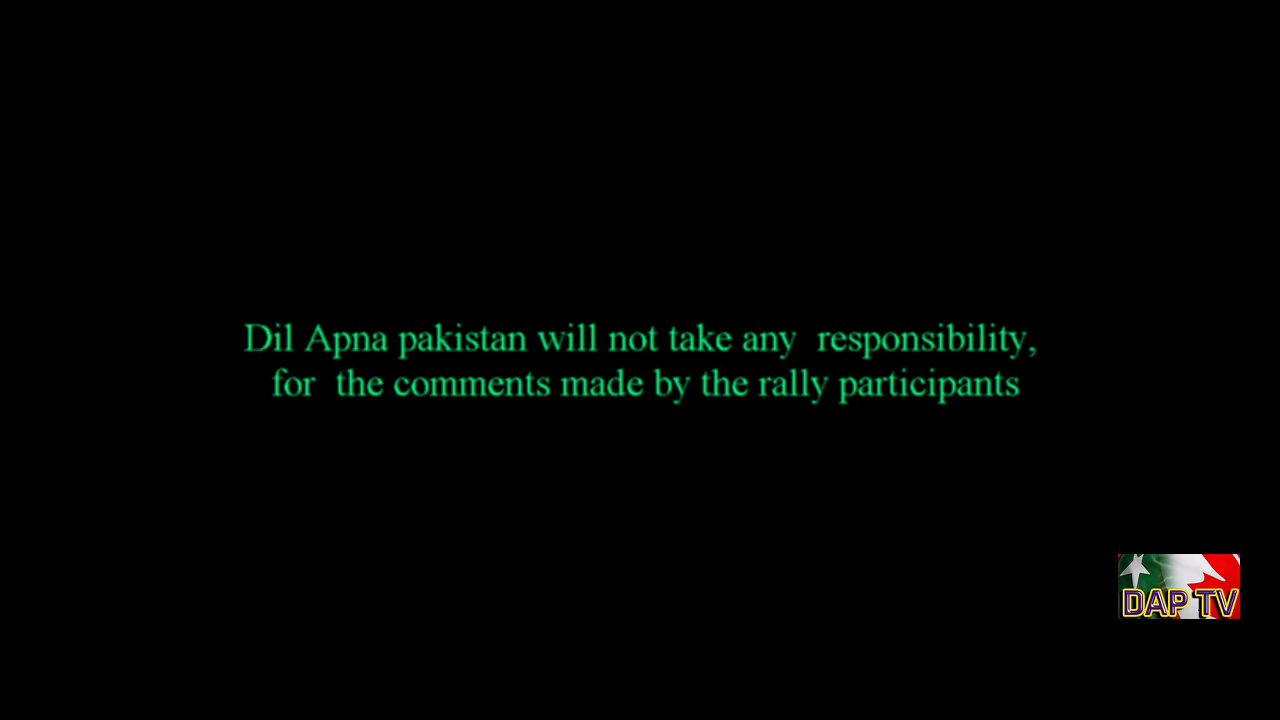 Dil Apna pakistan will not take any  responsibility,
for  the comments made by the rally participants
DAP TV